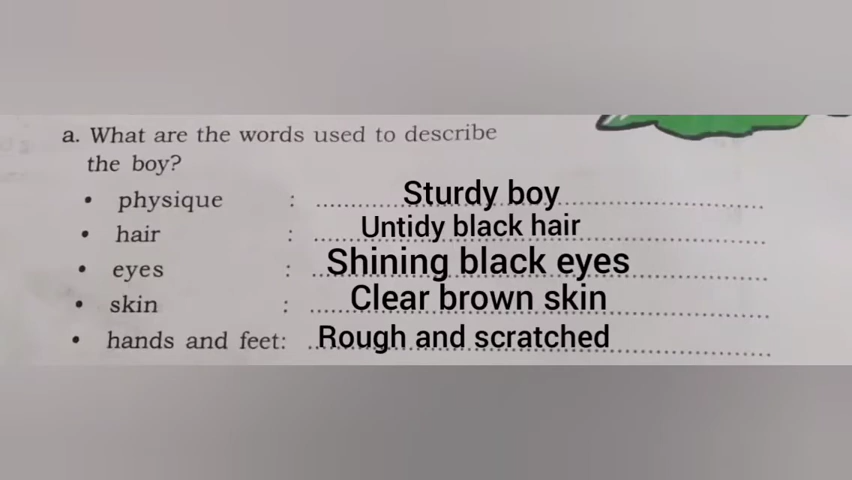 a. What are the words used to describe
the boy?
• physique : Sturdy boy
• hair : Untidy black hair
• eyes : Shining black eyes
• skin : Clear brown skin
• hands and feet: Rough and scratched